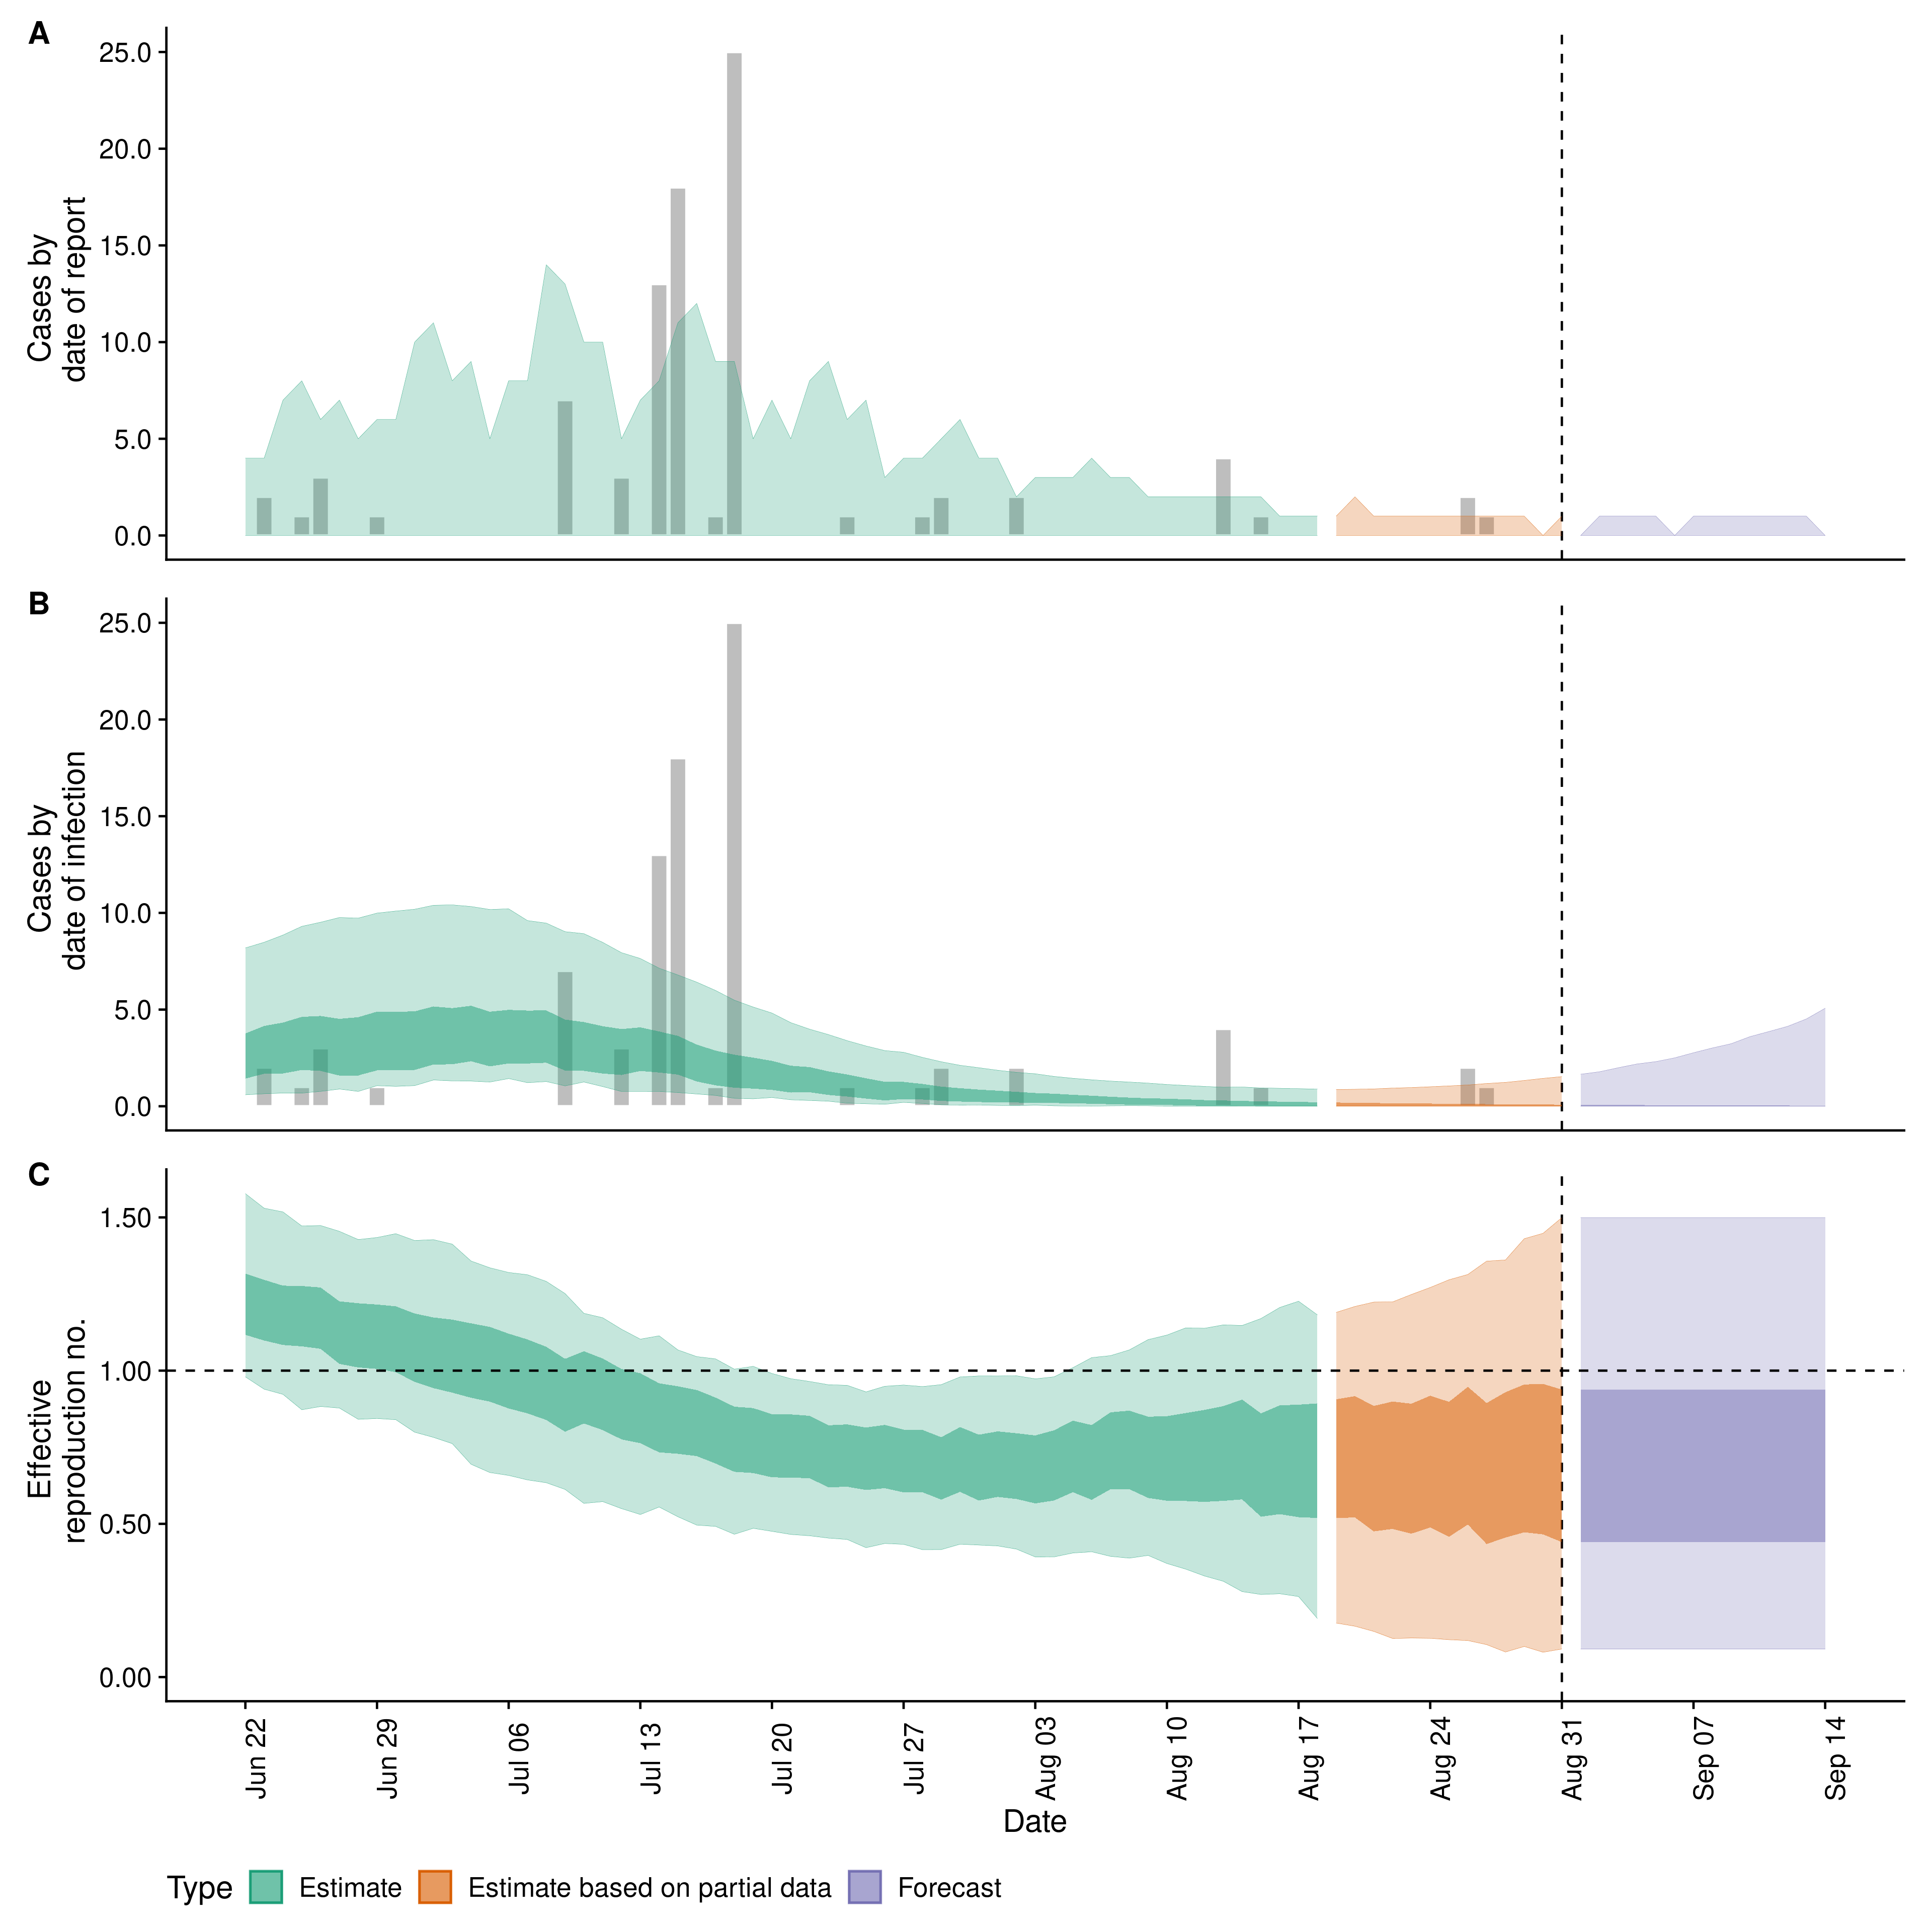 A
25.0
20.0
15.0
10.0
5.0
0.0
Cases by
date of report
B
25.0
20.0
15.0
10.0
5.0
0.0
Cases by
date of infection
C
1.50
1.00
0.50
0.00
Effective
reproduction no.
Jun 22
Jun 29
Jul 06
Jul 13
Jul 20
Jul 27
Aug 03
Aug 10
Aug 17
Aug 24
Aug 31
Sep 07
Sep 14
Date
Type Estimate Estimate based on partial data Forecast